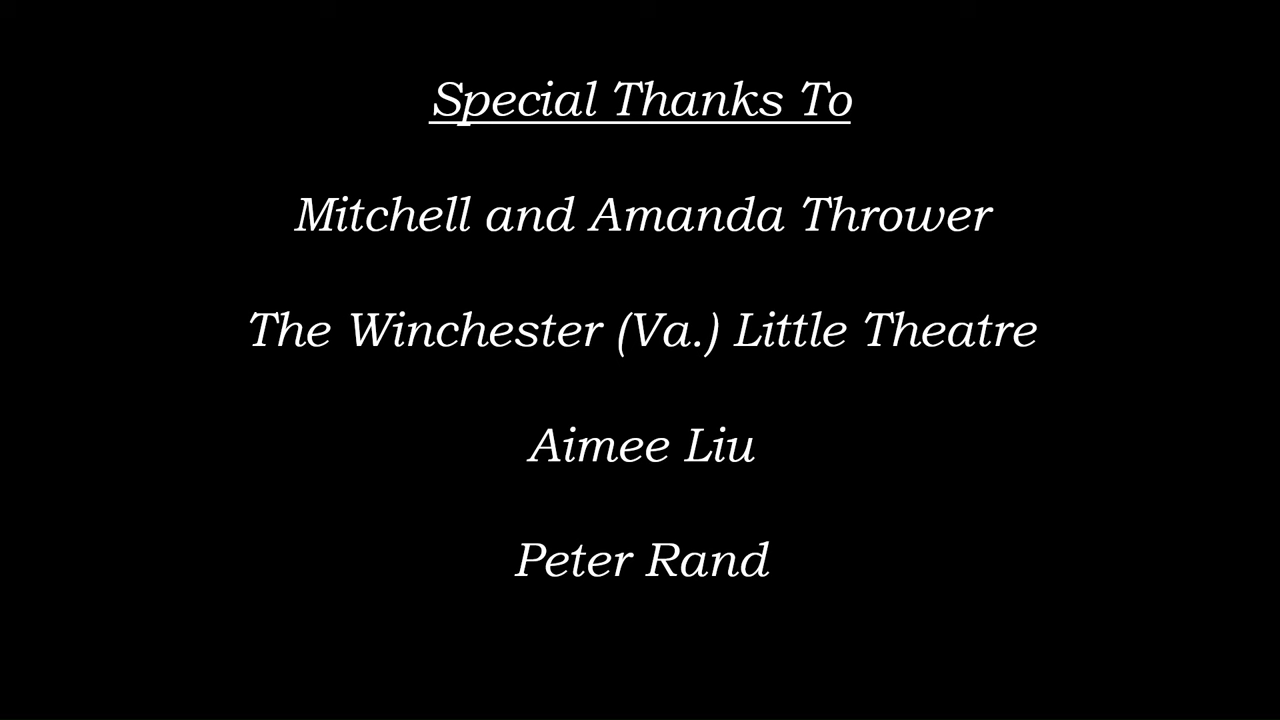 Special Thanks To
Mitchell and Amanda Thrower
The Winchester (Va.) Little Theatre
Aimee Liu
Peter Rand